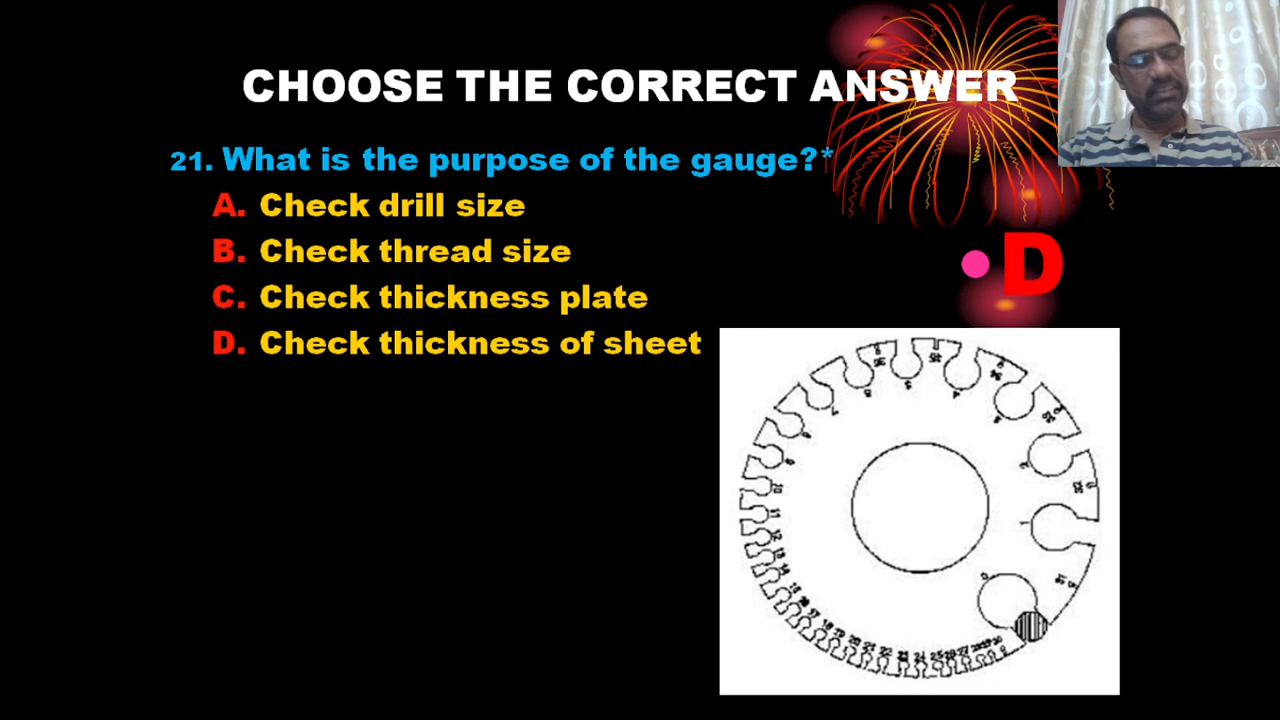 CHOOSE THE CORRECT ANSWER
21. What is the purpose of the gauge?*
A. Check drill size
B. Check thread size
C. Check thickness plate
D. Check thickness of sheet
• D